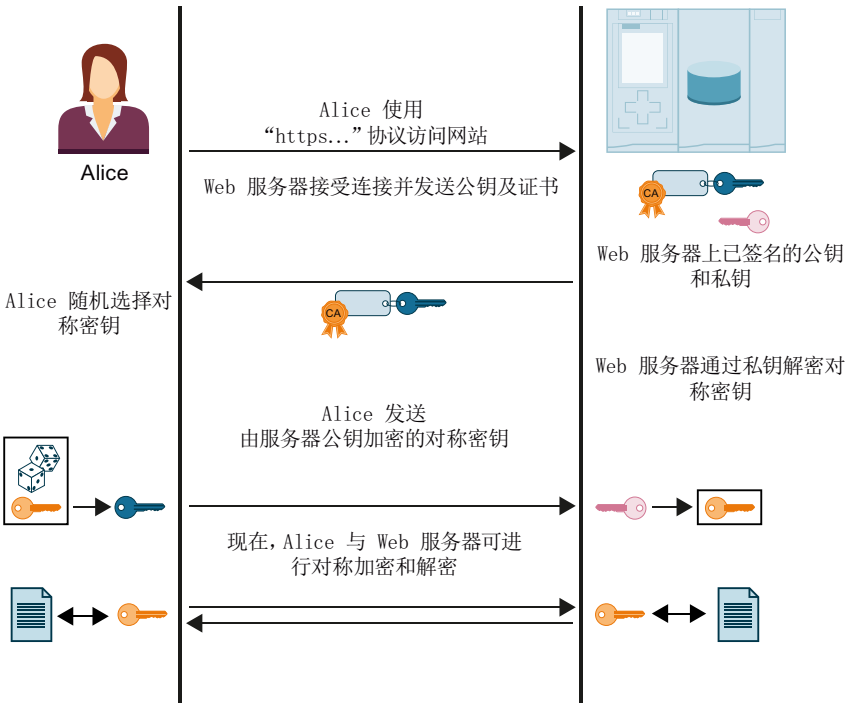 Alice 使用
“https...”协议访问网站
Alice
Web 服务器接受连接并发送公钥及证书
CA
Web 服务器上已签名的公钥
和私钥
Alice 随机选择对
称密钥
CA
Web 服务器通过私钥解密对
称密钥
Alice 发送
由服务器公钥加密的对称密钥
现在,Alice 与 Web 服务器可进
行对称加密和解密